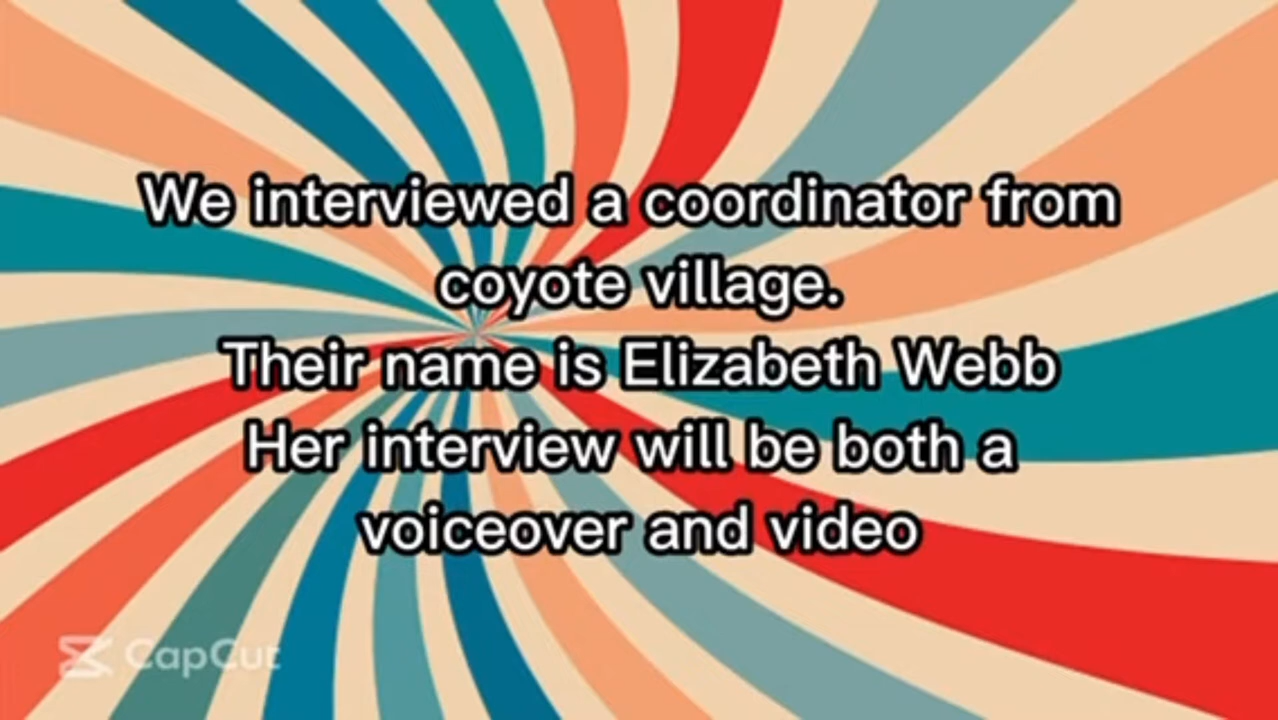 We interviewed a coordinator from
coyote village.
Their name is Elizabeth Webb
Her interview will be both a
voiceover and video
CapCut